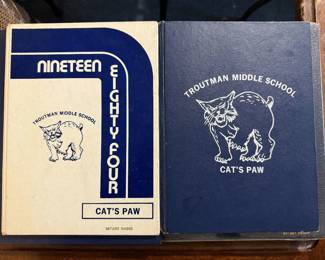 NINETEEN
EIGHTY FOUR
TROUTMAN MIDDLE SCHOOL
CAT'S PAW
TROUTMAN MIDDLE SCHOOL
CAT'S PAW